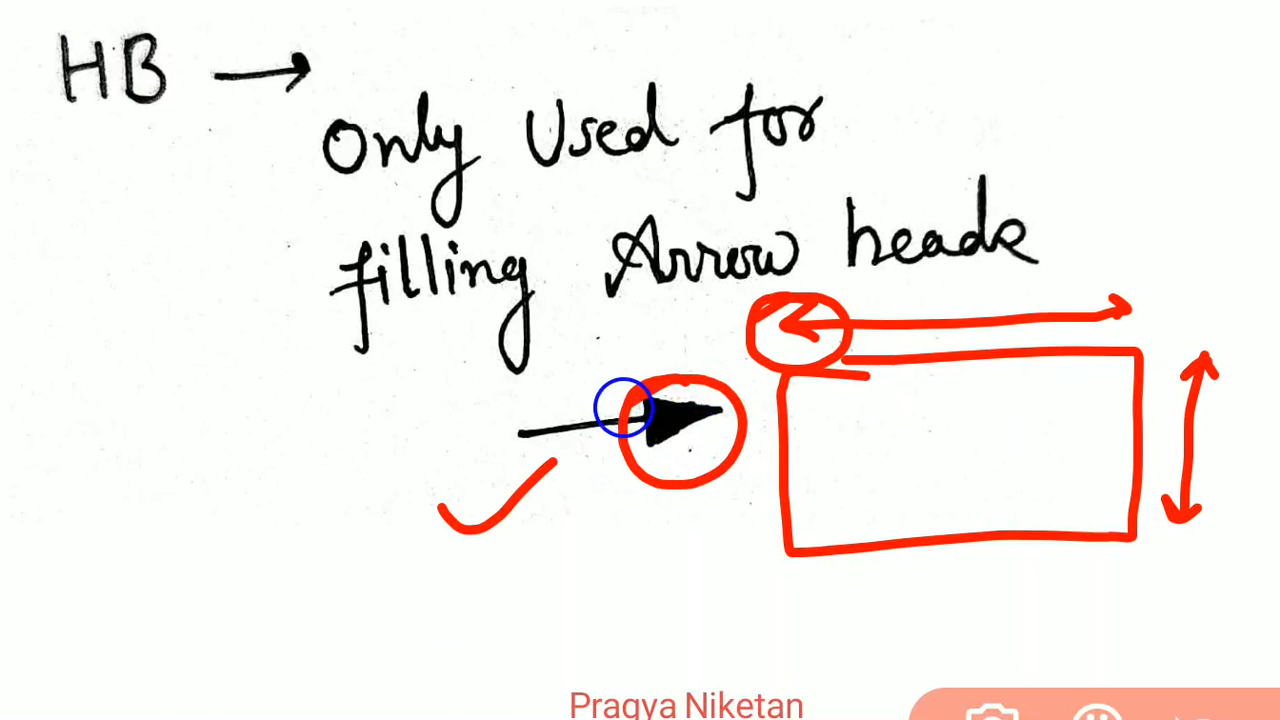 HB →
Only Used for
filling Arrow heads
Pragya Niketan